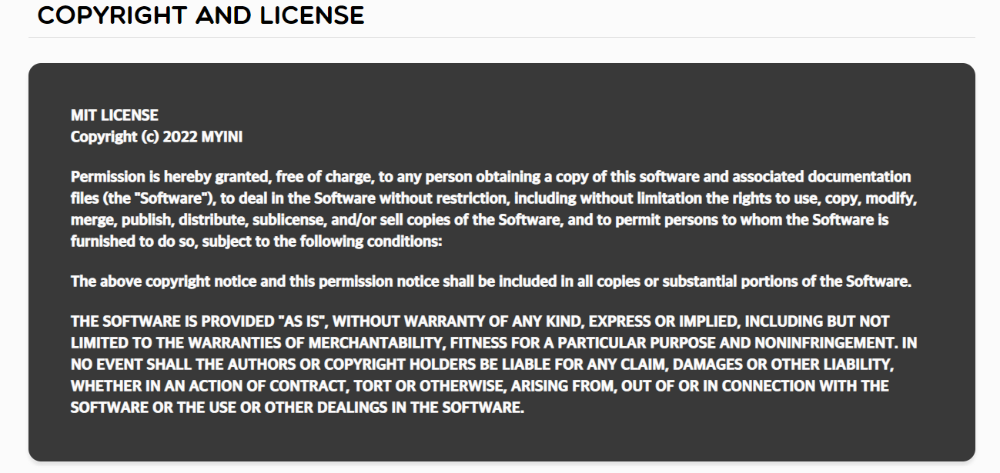 COPYRIGHT AND LICENSE
MIT LICENSE
Copyright (c) 2022 MYINI
Permission is hereby granted, free of charge, to any person obtaining a copy of this software and associated documentation
files (the "Software"), to deal in the Software without restriction, including without limitation the rights to use, copy, modify,
merge, publish, distribute, sublicense, and/or sell copies of the Software, and to permit persons to whom the Software is
furnished to do so, subject to the following conditions:
The above copyright notice and this permission notice shall be included in all copies or substantial portions of the Software.
THE SOFTWARE IS PROVIDED "AS IS", WITHOUT WARRANTY OF ANY KIND, EXPRESS OR IMPLIED, INCLUDING BUT NOT
LIMITED TO THE WARRANTIES OF MERCHANTABILITY, FITNESS FOR A PARTICULAR PURPOSE AND NONINFRINGEMENT. IN
NO EVENT SHALL THE AUTHORS OR COPYRIGHT HOLDERS BE LIABLE FOR ANY CLAIM, DAMAGES OR OTHER LIABILITY,
WHETHER IN AN ACTION OF CONTRACT, TORT OR OTHERWISE, ARISING FROM, OUT OF OR IN CONNECTION WITH THE
SOFTWARE OR THE USE OR OTHER DEALINGS IN THE SOFTWARE.